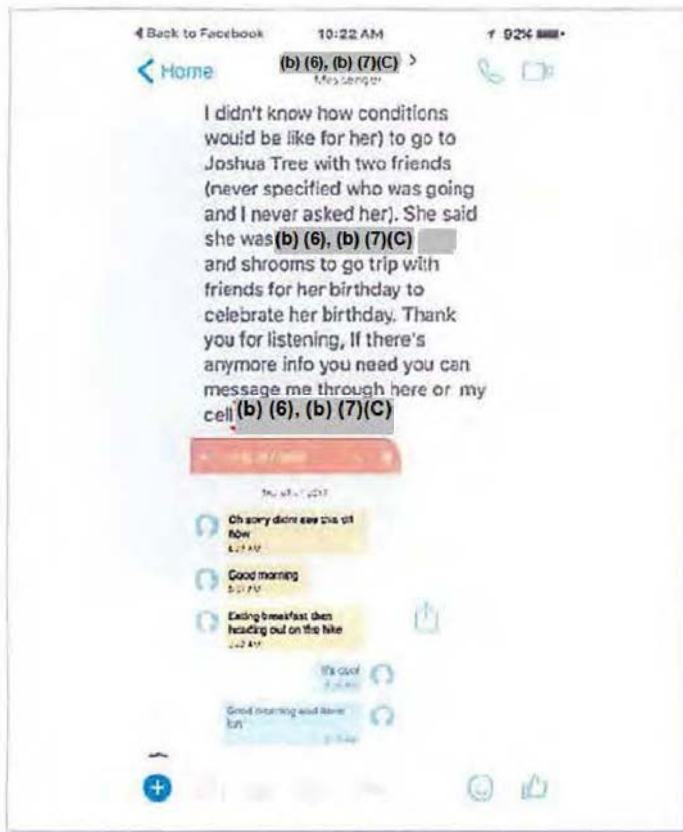 Back to Facebook 10:22 AM 92%
Home (b) (6), (b) (7)(C) >
Messenger
I didn't know how conditions
would be like for her) to go to
Joshua Tree with two friends
(never specified who was going
and I never asked her). She said
she was (b) (6), (b) (7)(C)
and shrooms to go trip with
friends for her birthday to
celebrate her birthday. Thank
you for listening, If there's
anymore info you need you can
message me through here or my
cell (b) (6), (b) (7)(C)
Oh sorry didnt see this till
now
Good morning
Eating breakfast then
heading out on the hike
It's cool
Good morning and have
fun